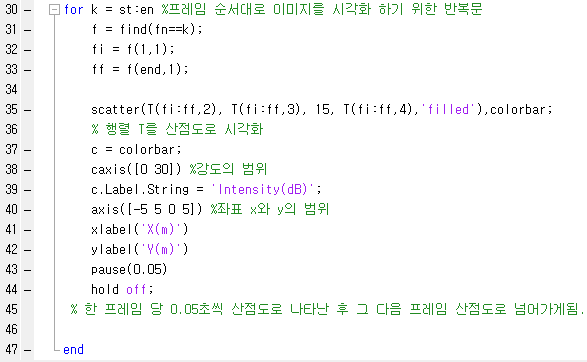 30 - for k = st:en %프레임 순서대로 이미지를 시각화 하기 위한 반복문
31 - f = find(fn==k);
32 - fi = f(1,1);
33 - ff = f(end,1);
34
35 - scatter(T(fi:ff,2), T(fi:ff,3), 15, T(fi:ff,4),'filled'),colorbar;
36 % 행렬 T를 산점도로 시각화
37 - c = colorbar;
38 - caxis([0 30]) %강도의 범위
39 - c.Label.String = 'Intensity(dB)';
40 - axis([-5 5 0 5]) %좌표 x와 y의 범위
41 - xlabel('X(m)')
42 - ylabel('Y(m)')
43 - pause(0.05)
44 - hold off;
45 % 한 프레임 당 0.05초씩 산점도로 나타난 후 그 다음 프레임 산점도로 넘어가게됨.
46
47 - end